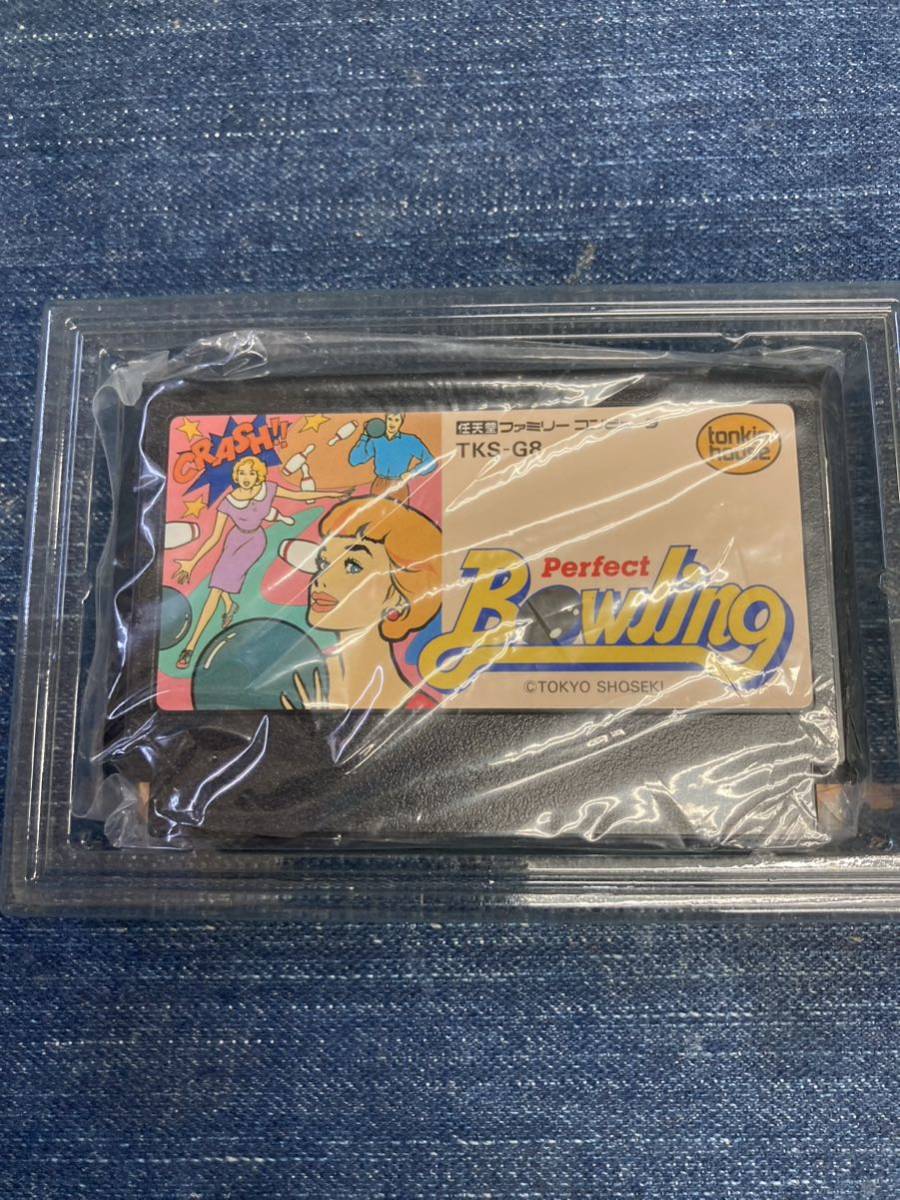 CRASH!!
任天堂 ファミリーコンピュータ
TKS-G8
tonkin house
Perfect
Bowling
©TOKYO SHOSEKI